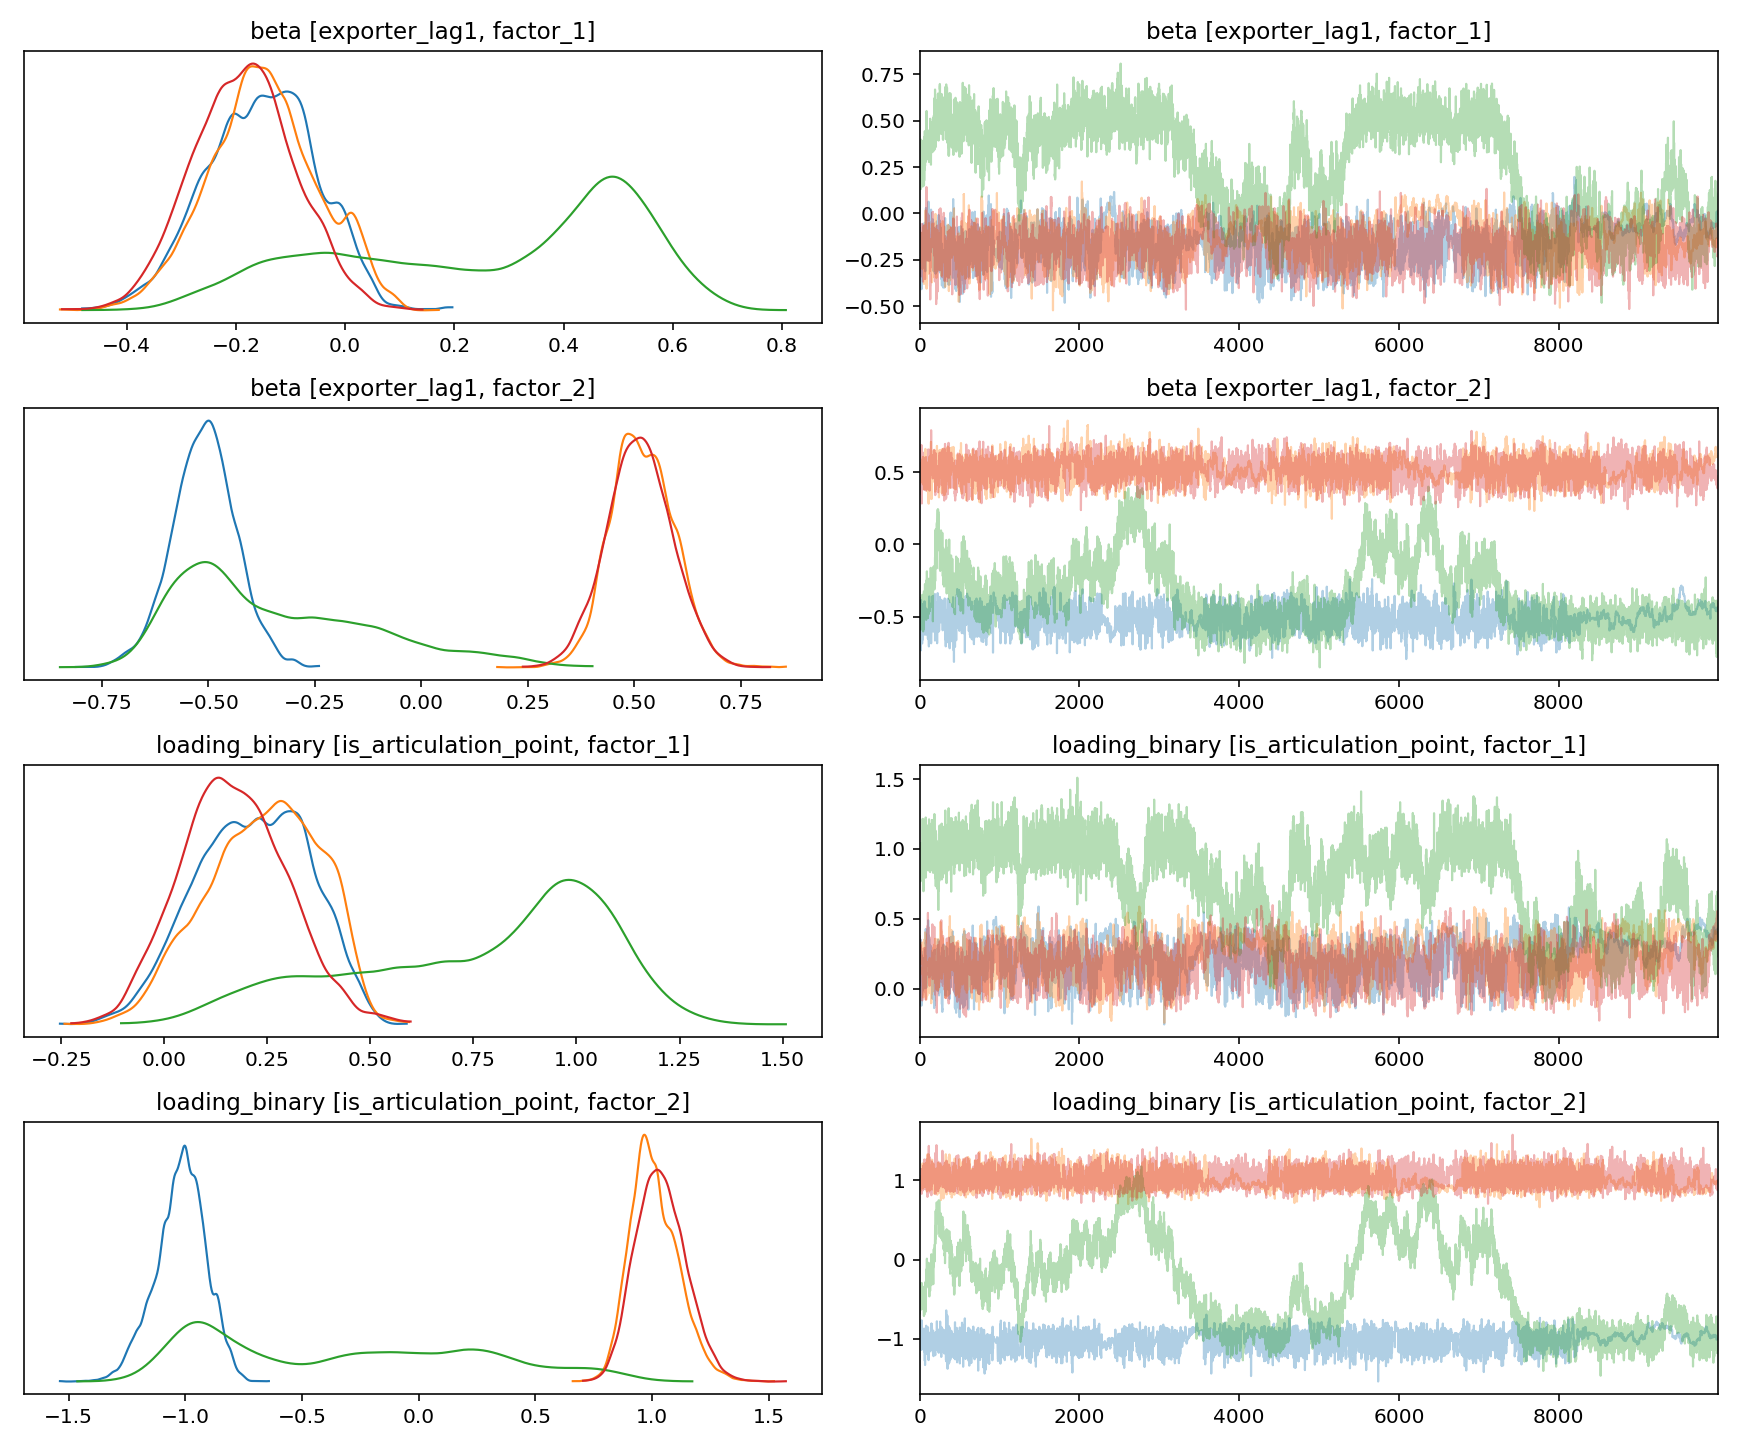 beta [exporter_lag1, factor_1]
−0.4 −0.2 0.0 0.2 0.4 0.6 0.8
beta [exporter_lag1, factor_1]
0.75
0.50
0.25
0.00
−0.25
−0.50
0 2000 4000 6000 8000
beta [exporter_lag1, factor_2]
−0.75 −0.50 −0.25 0.00 0.25 0.50 0.75
beta [exporter_lag1, factor_2]
0.5
0.0
−0.5
0 2000 4000 6000 8000
loading_binary [is_articulation_point, factor_1]
−0.25 0.00 0.25 0.50 0.75 1.00 1.25 1.50
loading_binary [is_articulation_point, factor_1]
1.5
1.0
0.5
0.0
0 2000 4000 6000 8000
loading_binary [is_articulation_point, factor_2]
−1.5 −1.0 −0.5 0.0 0.5 1.0 1.5
loading_binary [is_articulation_point, factor_2]
1
0
−1
0 2000 4000 6000 8000